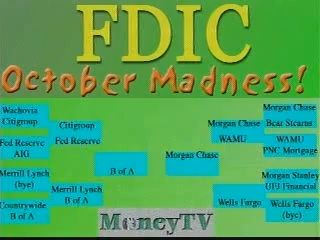 FDIC
October Madness!
Wachovia
Citigroup
Fed Reserve
AIG
Merrill Lynch
(bye)
Countrywide
B of A
Citigroup
Fed Reserve
Merrill Lynch
B of A
B of A
Morgan Chase
Morgan Chase
WAMU
Wells Fargo
Morgan Chase
Bear Stearns
WAMU
PNC Mortgage
Morgan Stanley
UFJ Financial
Wells Fargo
(bye)
MoneyTV